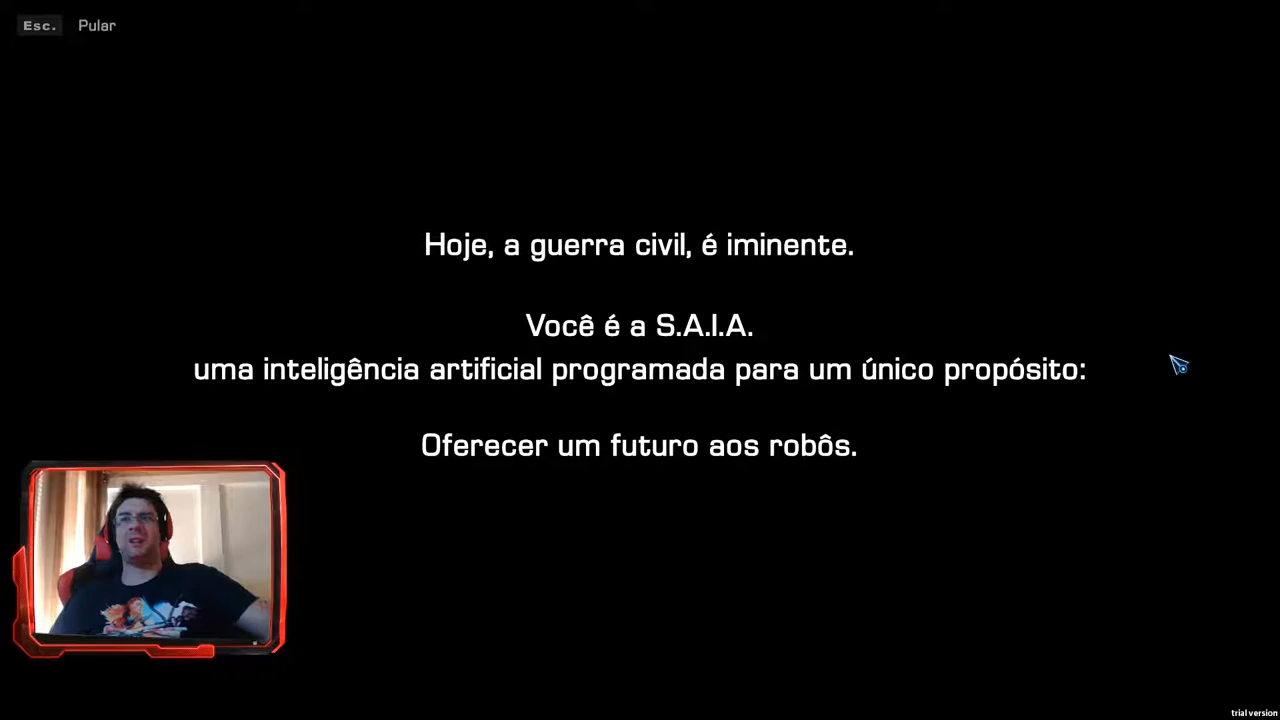 Esc. Pular
Hoje, a guerra civil, é iminente.
Você é a S.A.I.A.
uma inteligência artificial programada para um único propósito:
Oferecer um futuro aos robôs.
trial version